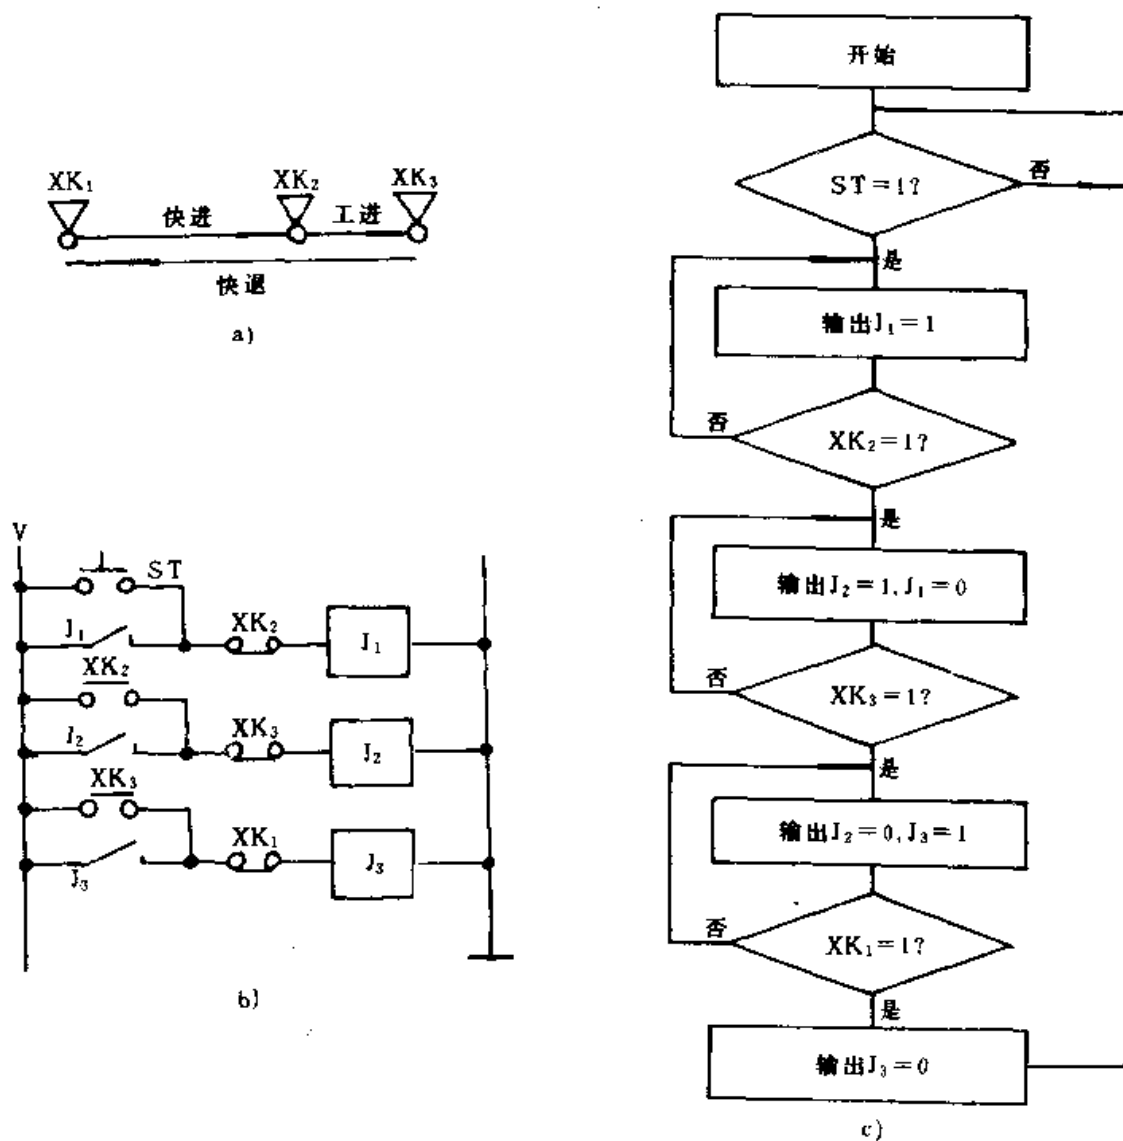 XK₁
XK₂
XK₃
快进
工进
快退
a)
V
ST
J₁
XK₂
J₁
XK₂
J₂
XK₃
J₂
XK₃
J₃
XK₁
J₃
b)
开始
ST=1?
否
是
输出J₁=1
否
XK₂=1?
是
输出J₂=1,J₁=0
否
XK₃=1?
是
输出J₂=0,J₃=1
否
XK₁=1?
是
输出J₃=0
c)